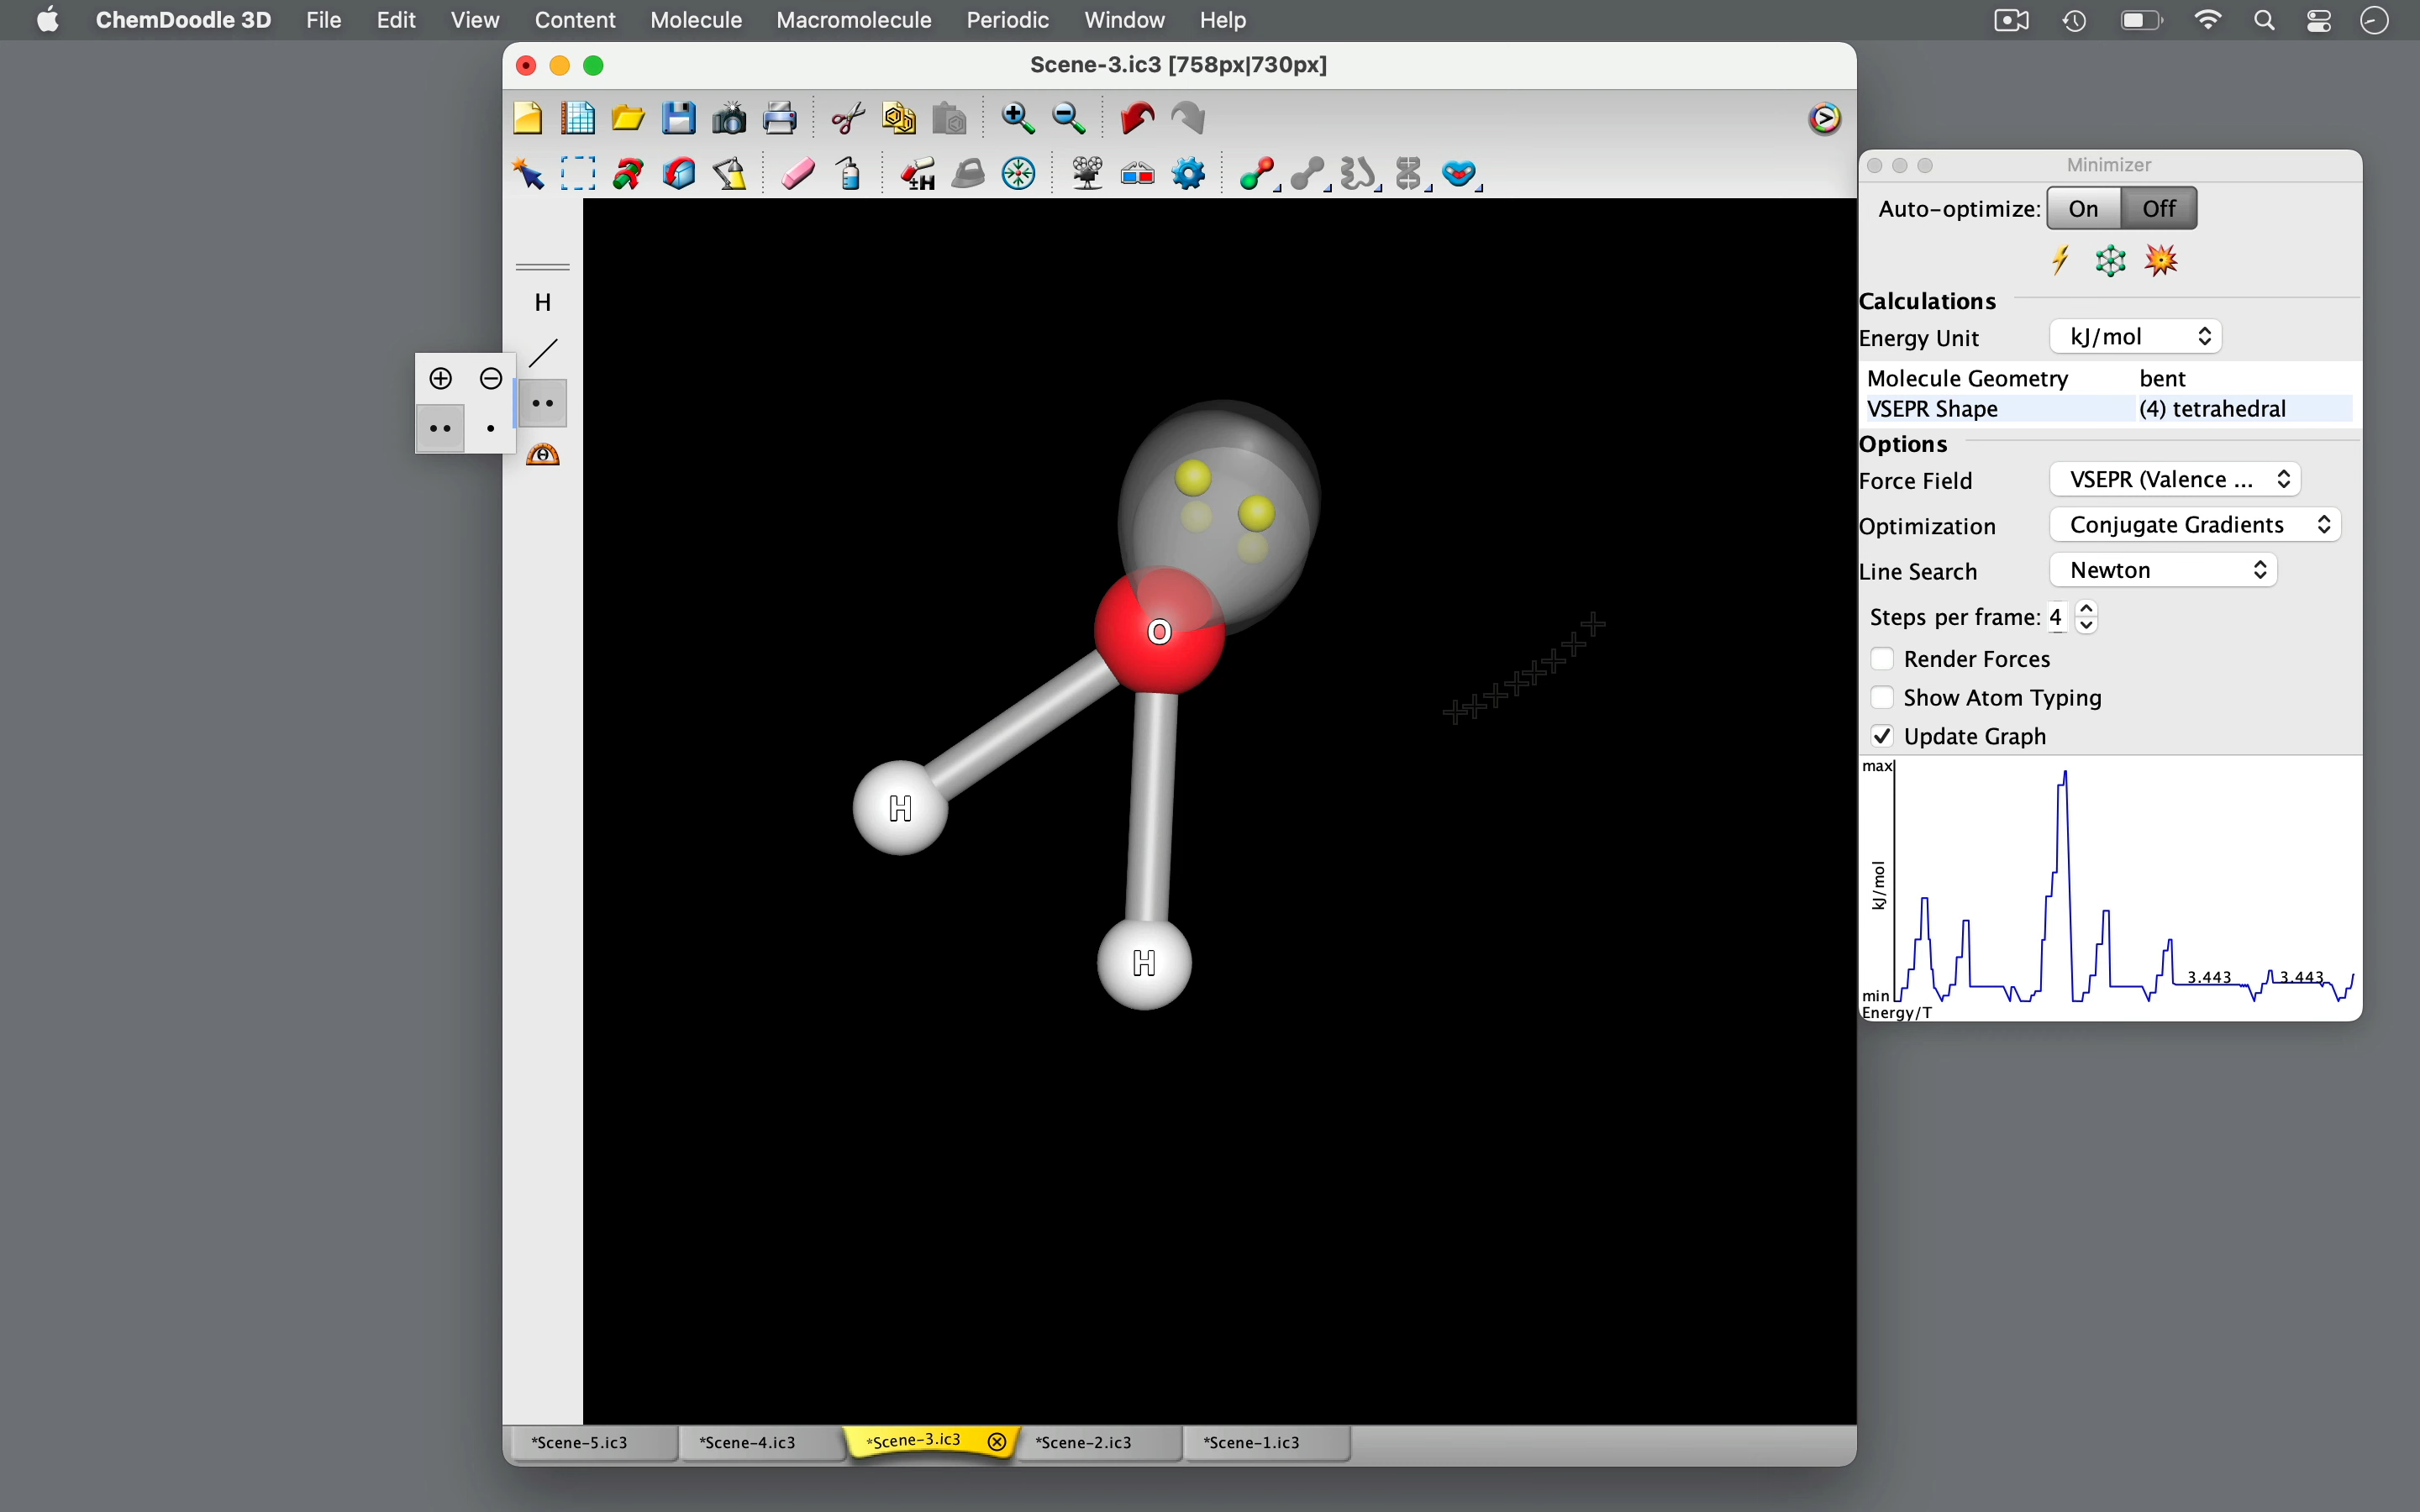 ChemDoodle 3D File Edit View Content Molecule Macromolecule Periodic Window Help
Scene-3.ic3 [758px|730px]
±H
H
O
H
H
*Scene-5.ic3
*Scene-4.ic3
*Scene-3.ic3
*Scene-2.ic3
*Scene-1.ic3
Minimizer
Auto-optimize: On Off
Calculations
Energy Unit kJ/mol
Molecule Geometry bent
VSEPR Shape (4) tetrahedral
Options
Force Field VSEPR (Valence ...
Optimization Conjugate Gradients
Line Search Newton
Steps per frame: 4
Render Forces
Show Atom Typing
Update Graph
max
kJ/mol
3.443 3.443
min
Energy/T